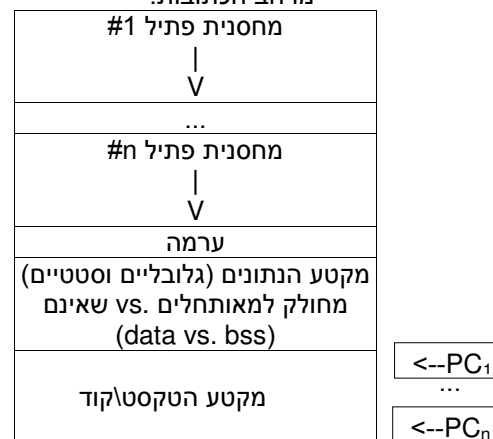 מחסנית פתיל #1
|
V
...
מחסנית פתיל #n
|
V
ערמה
מקטע הנתונים (גלובליים וסטטיים)
מחולק למאותחלים .vs שאינם
(data vs. bss)
מקטע הטקסט\קוד
<--PC₁
...
<--PCₙ